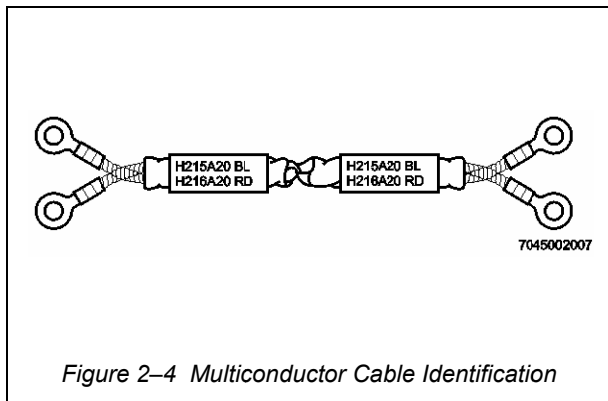 H215A20 BL
H216A20 RD
H215A20 BL
H216A20 RD
7045002007
Figure 2–4 Multiconductor Cable Identification